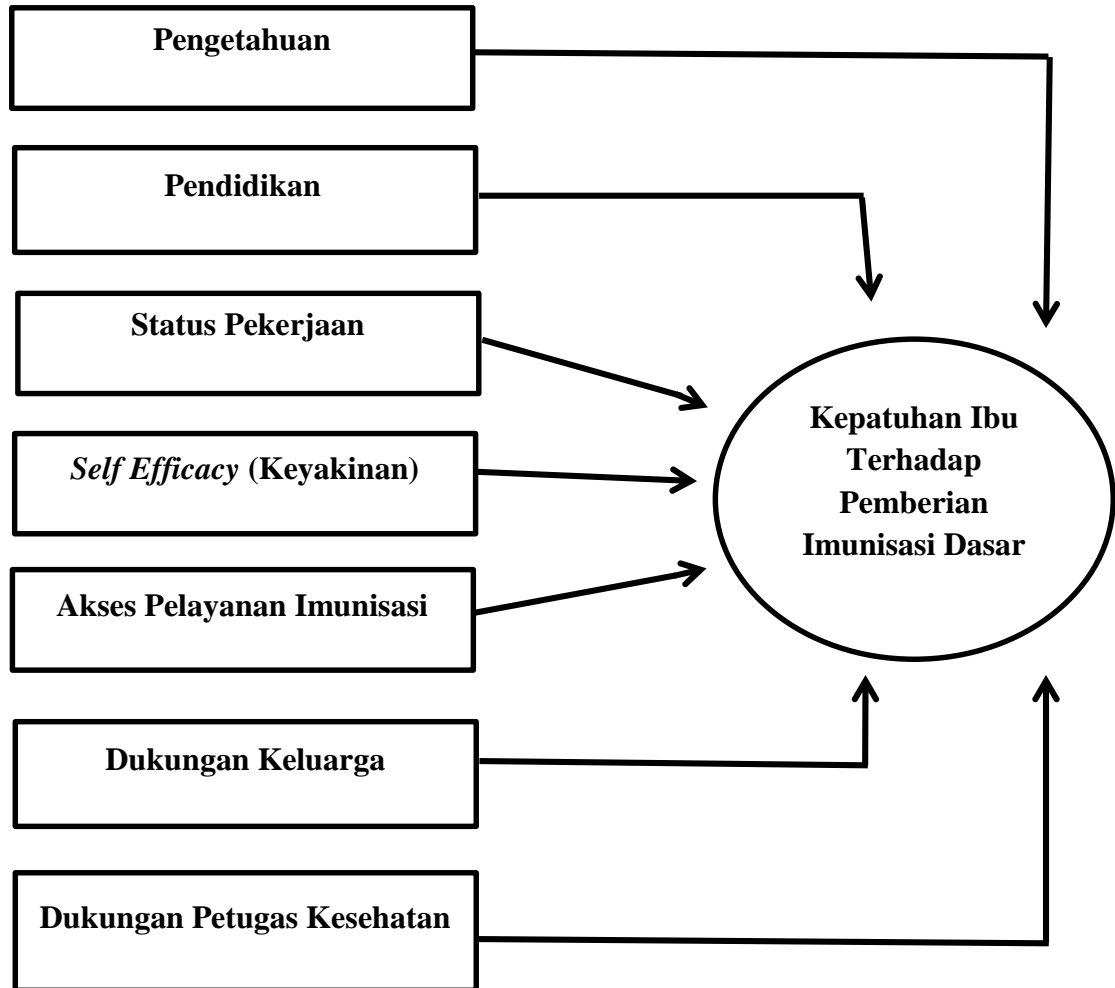 Pengetahuan
Pendidikan
Status Pekerjaan
Self Efficacy (Keyakinan)
Akses Pelayanan Imunisasi
Dukungan Keluarga
Dukungan Petugas Kesehatan
Kepatuhan Ibu
Terhadap
Pemberian
Imunisasi Dasar